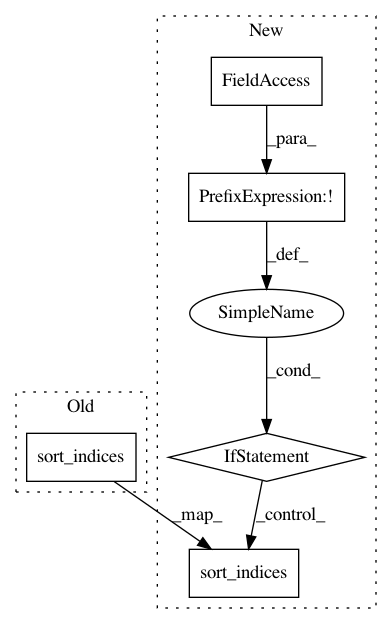 New
FieldAccess
_para_
PrefixExpression:!
_def_
SimpleName
_cond_
Old
sort_indices
IfStatement
_map_
_control_
sort_indices